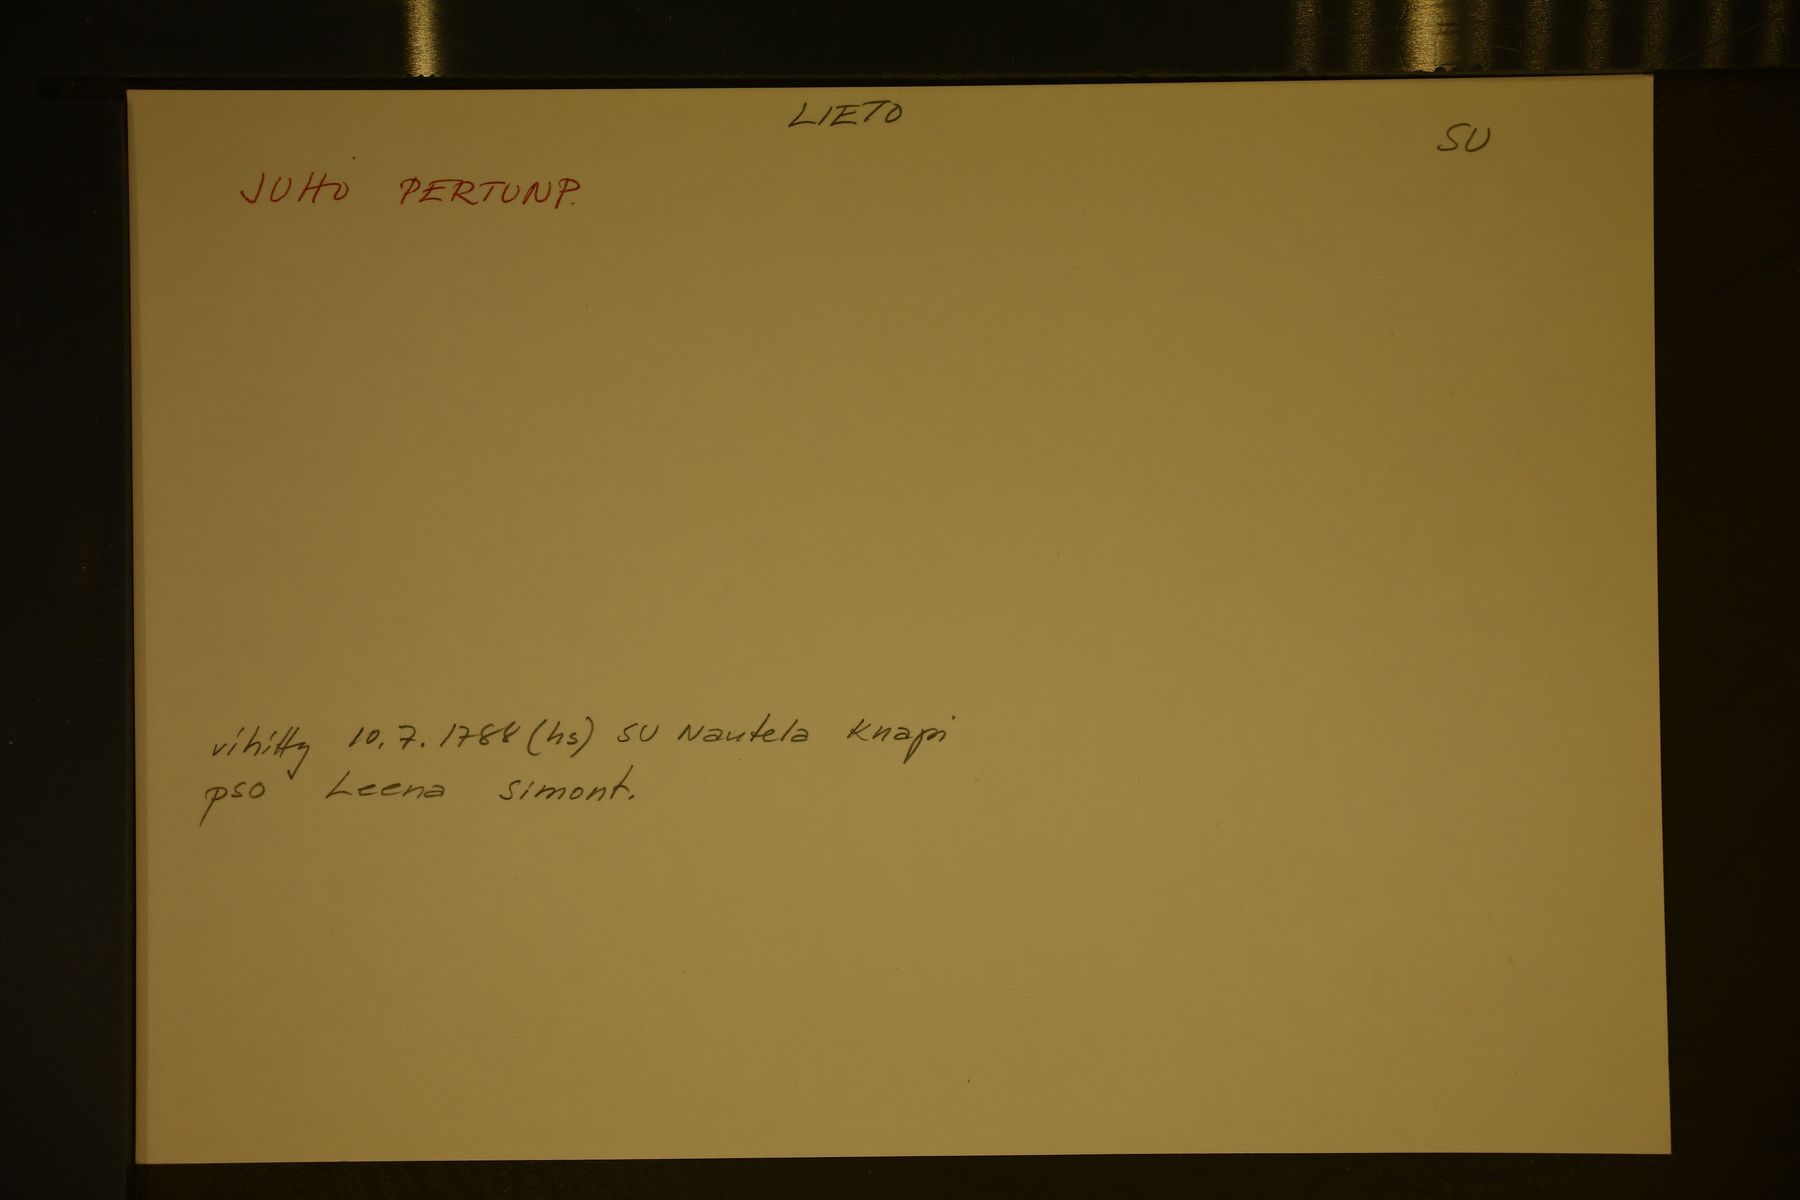 LIETO
SU
JUHO PERTUNP.
vihitty 10.7.1788 (hs) SU Nautela Knapi
pso Leena Simont.